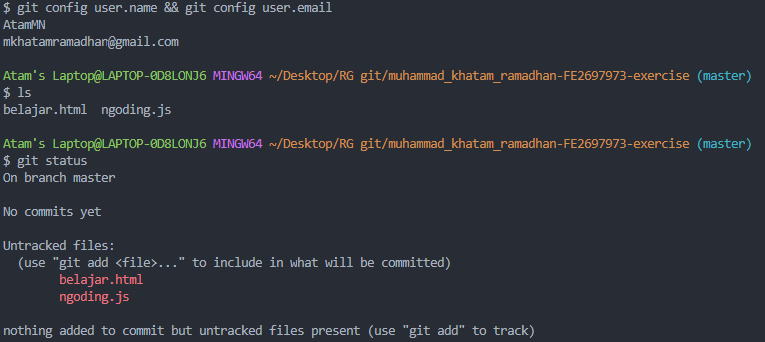 $ git config user.name && git config user.email
AtamMN
mkhatamramadhan@gmail.com
Atam's Laptop@LAPTOP-0D8LONJ6 MINGW64 ~/Desktop/RG git/muhammad_khatam_ramadhan-FE2697973-exercise (master)
$ ls
belajar.html  ngoding.js
Atam's Laptop@LAPTOP-0D8LONJ6 MINGW64 ~/Desktop/RG git/muhammad_khatam_ramadhan-FE2697973-exercise (master)
$ git status
On branch master
No commits yet
Untracked files:
  (use "git add <file>..." to include in what will be committed)
        belajar.html
        ngoding.js
nothing added to commit but untracked files present (use "git add" to track)